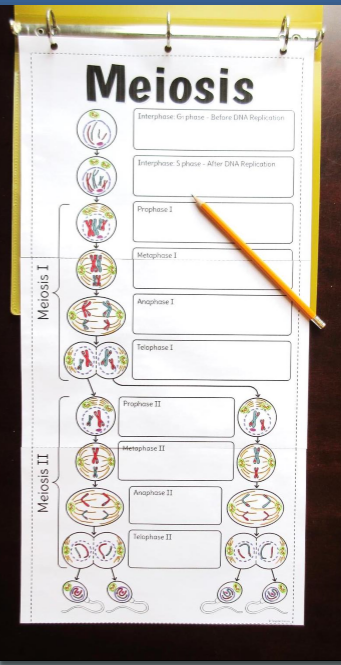 Meiosis
Interphase: G₁ phase - Before DNA Replication
Interphase: S phase - After DNA Replication
Prophase I
Metaphase I
Anaphase I
Telophase I
Meiosis I
Prophase II
Metaphase II
Anaphase II
Telophase II
Meiosis II